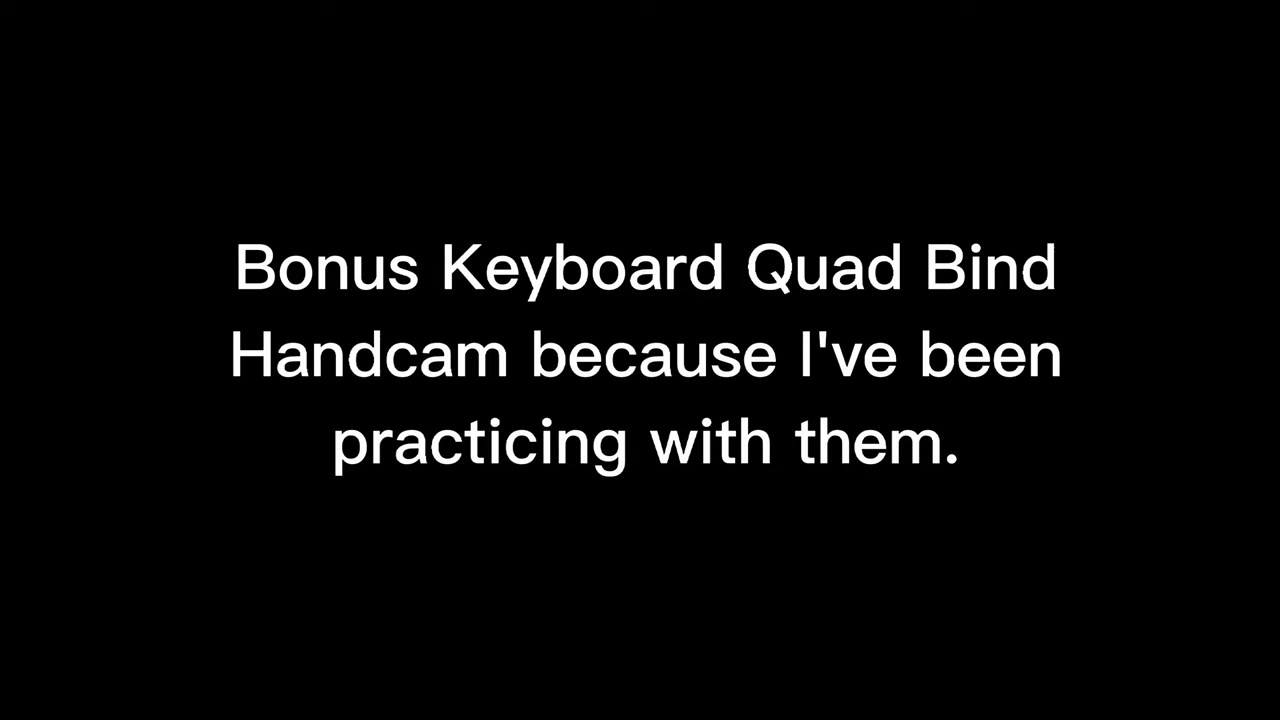 Bonus Keyboard Quad Bind
Handcam because I've been
practicing with them.